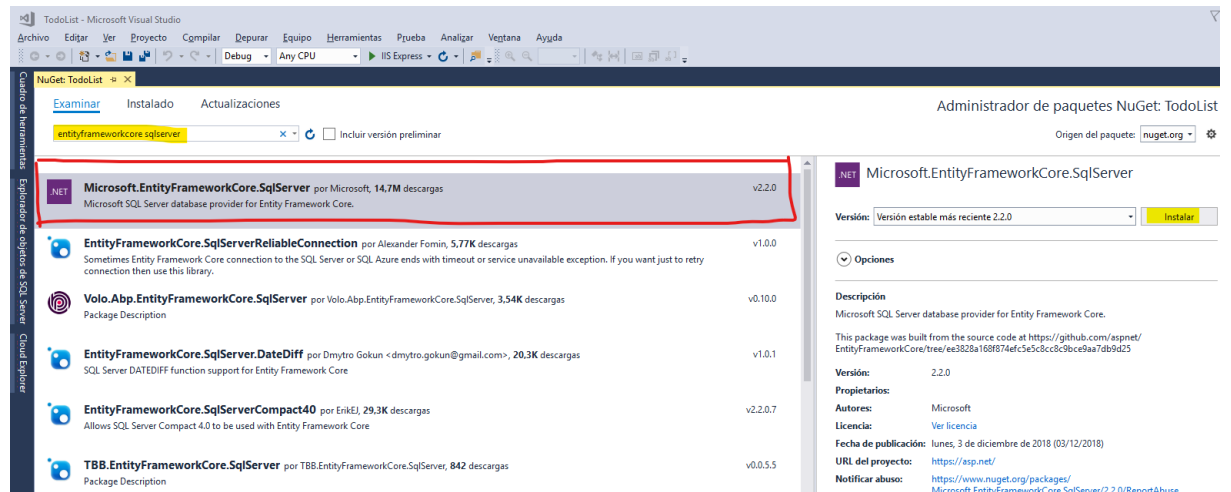 TodoList - Microsoft Visual Studio
Archivo Editar Ver Proyecto Compilar Depurar Equipo Herramientas Prueba Analizar Ventana Ayuda
Debug Any CPU IIS Express
Cuadro de herramientas
Explorador de objetos de SQL Server
Cloud Explorer
NuGet: TodoList
Examinar Instalado Actualizaciones
Administrador de paquetes NuGet: TodoList
entityframeworkcore sqlserver
Incluir versión preliminar
Origen del paquete: nuget.org
.NET
Microsoft.EntityFrameworkCore.SqlServer por Microsoft, 14,7M descargas
v2.2.0
Microsoft SQL Server database provider for Entity Framework Core.
EntityFrameworkCore.SqlServerReliableConnection por Alexander Fomin, 5,77K descargas
v1.0.0
Sometimes Entity Framework Core connection to the SQL Server or SQL Azure ends with timeout or service unavailable exception. If you want just to retry
connection then use this library.
Volo.Abp.EntityFrameworkCore.SqlServer por Volo.Abp.EntityFrameworkCore.SqlServer, 3,54K descargas
v0.10.0
Package Description
EntityFrameworkCore.SqlServer.DateDiff por Dmytro Gokun <dmytro.gokun@gmail.com>, 20,3K descargas
v1.0.1
SQL Server DATEDIFF function support for Entity Framework Core
EntityFrameworkCore.SqlServerCompact40 por ErikEJ, 29,3K descargas
v2.2.0.7
Allows SQL Server Compact 4.0 to be used with Entity Framework Core
TBB.EntityFrameworkCore.SqlServer por TBB.EntityFrameworkCore.SqlServer, 842 descargas
v0.0.5.5
Package Description
.NET
Microsoft.EntityFrameworkCore.SqlServer
Versión: Versión estable más reciente 2.2.0 Instalar
Opciones
Descripción
Microsoft SQL Server database provider for Entity Framework Core.
This package was built from the source code at https://github.com/aspnet/
EntityFrameworkCore/tree/ee3828a168f874efc5e5c8cc8c9bce9aa7db9d25
Versión: 2.2.0
Propietarios:
Autores: Microsoft
Licencia: Ver licencia
Fecha de publicación: lunes, 3 de diciembre de 2018 (03/12/2018)
URL del proyecto: https://asp.net/
Notificar abuso: https://www.nuget.org/packages/
Microsoft.EntityFrameworkCore.SqlServer/2.2.0/ReportAbuse